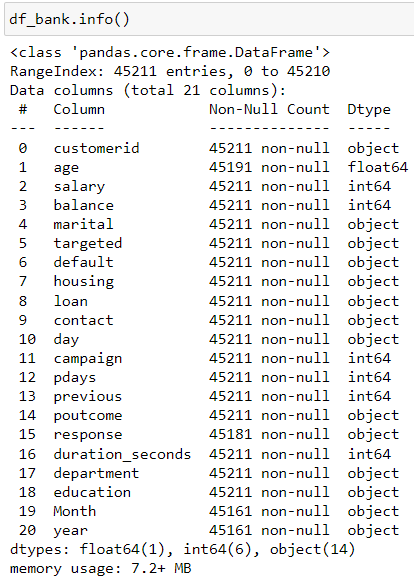 df_bank.info()
<class 'pandas.core.frame.DataFrame'>
RangeIndex: 45211 entries, 0 to 45210
Data columns (total 21 columns):
 #   Column            Non-Null Count  Dtype
---  ------            --------------  -----
 0   customerid        45211 non-null  object
 1   age               45191 non-null  float64
 2   salary            45211 non-null  int64
 3   balance           45211 non-null  int64
 4   marital           45211 non-null  object
 5   targeted          45211 non-null  object
 6   default           45211 non-null  object
 7   housing           45211 non-null  object
 8   loan              45211 non-null  object
 9   contact           45211 non-null  object
 10  day               45211 non-null  object
 11  campaign          45211 non-null  int64
 12  pdays             45211 non-null  int64
 13  previous          45211 non-null  int64
 14  poutcome          45211 non-null  object
 15  response          45181 non-null  object
 16  duration_seconds  45211 non-null  int64
 17  department        45211 non-null  object
 18  education         45211 non-null  object
 19  Month             45161 non-null  object
 20  year              45161 non-null  object
dtypes: float64(1), int64(6), object(14)
memory usage: 7.2+ MB